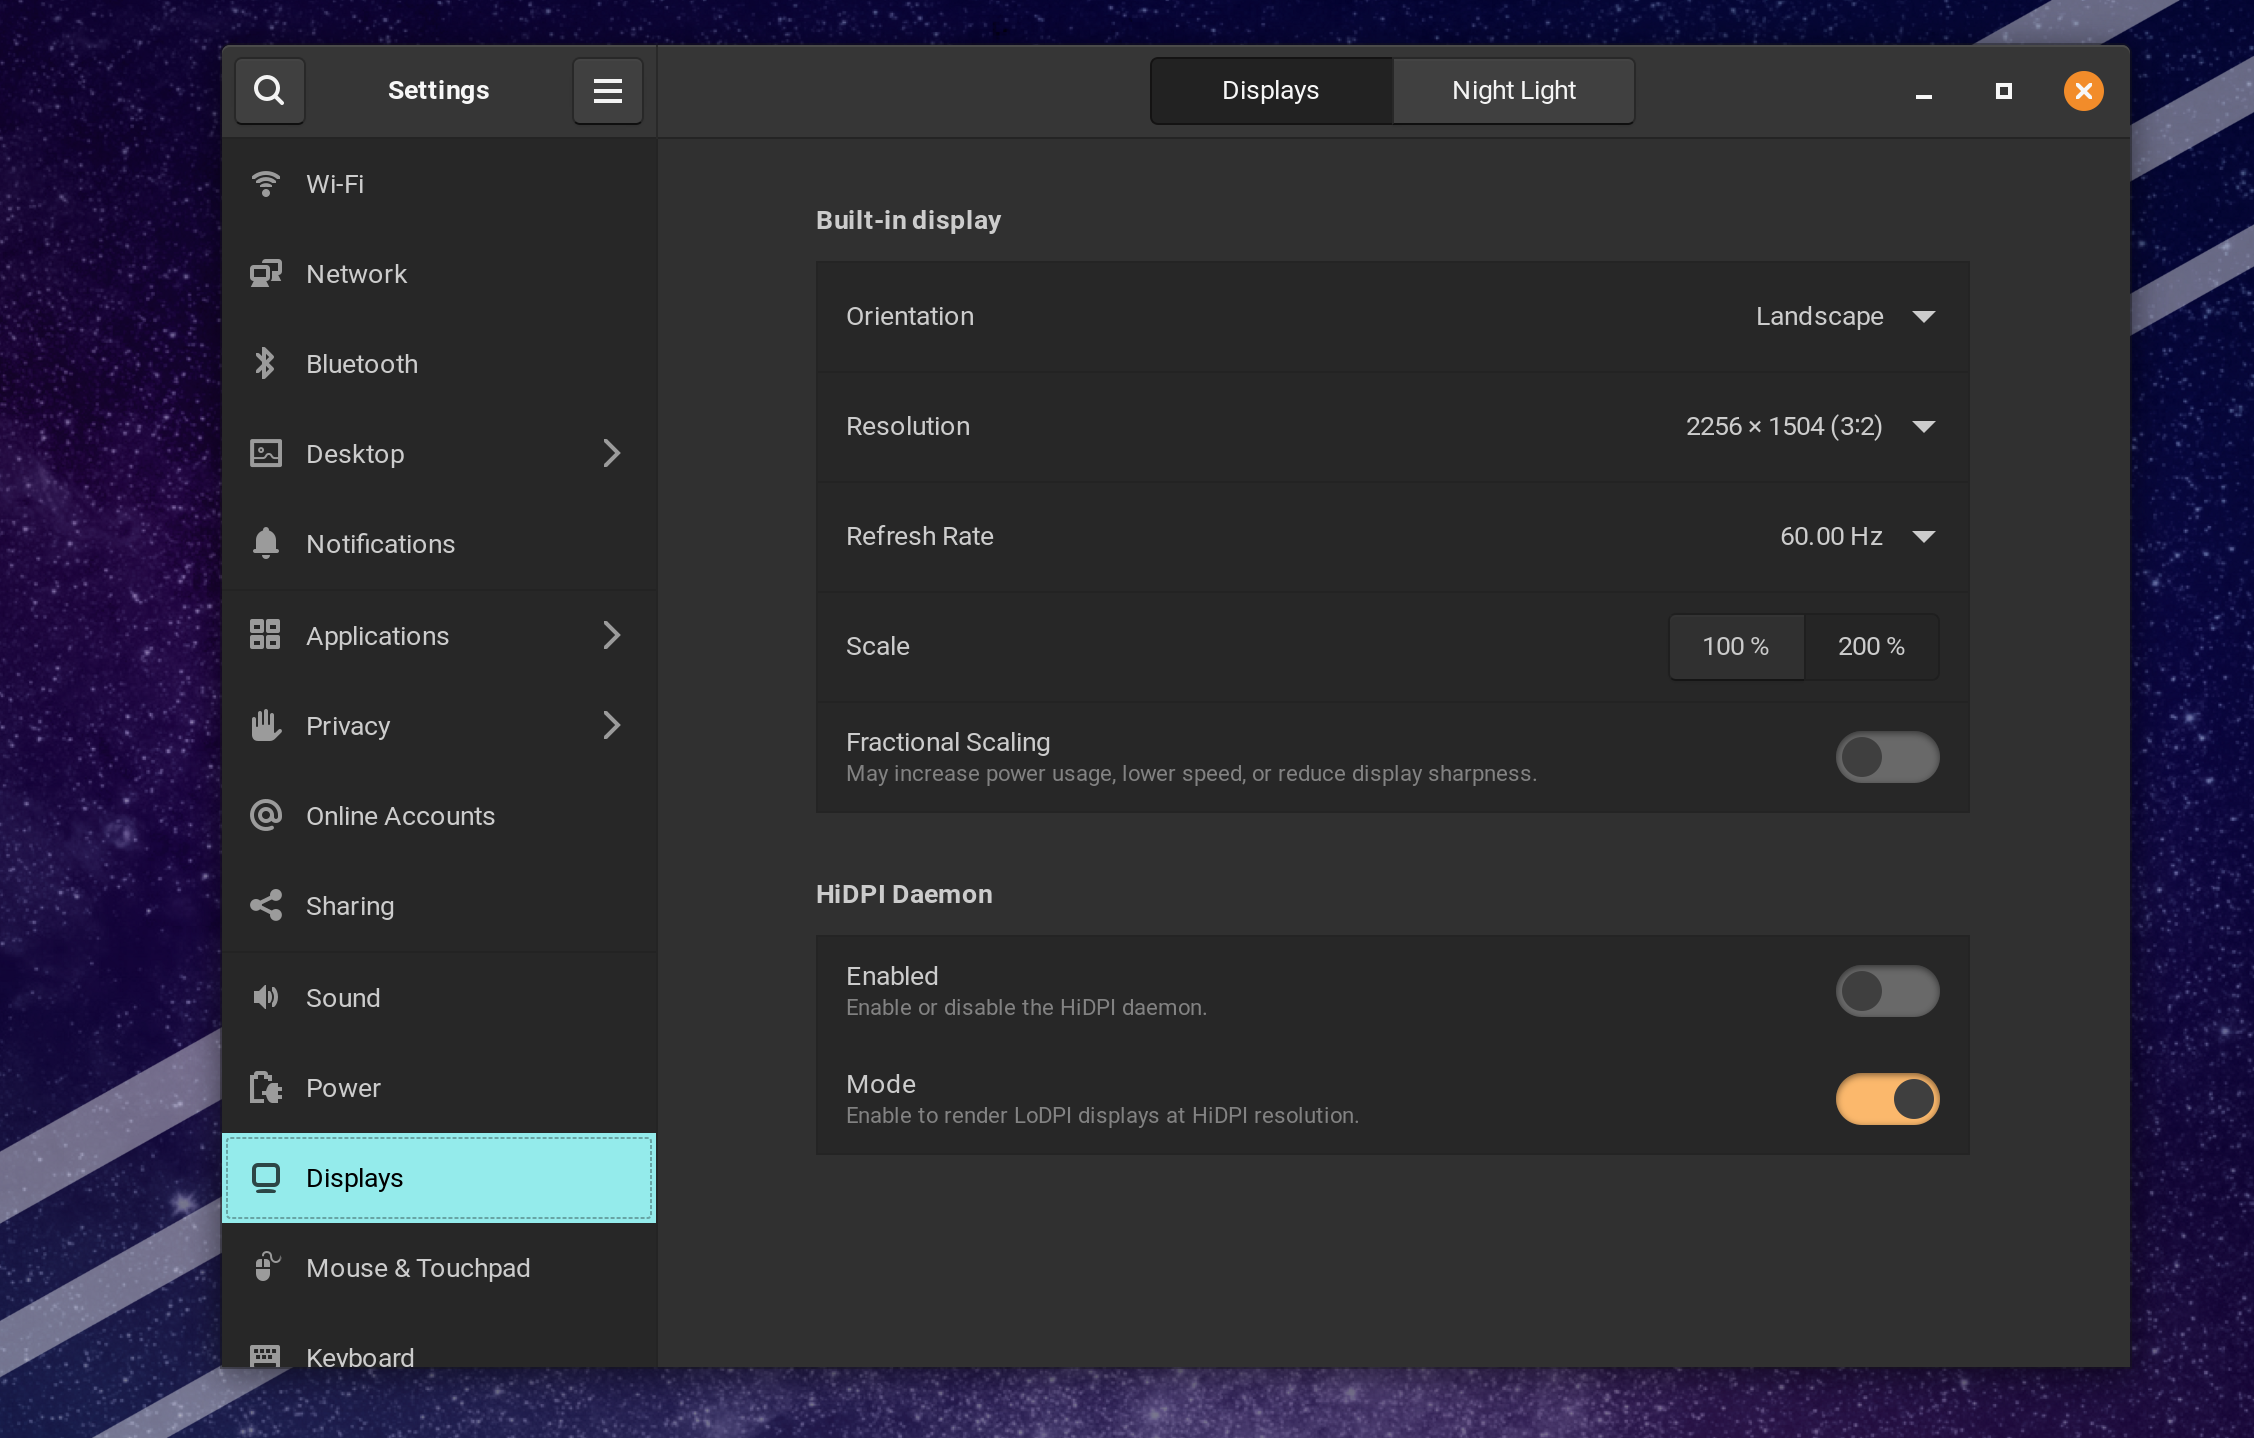 Settings
Displays
Night Light
Wi-Fi
Network
Bluetooth
Desktop
Notifications
Applications
Privacy
Online Accounts
Sharing
Sound
Power
Displays
Mouse & Touchpad
Keyboard
Built-in display
Orientation
Landscape
Resolution
2256 × 1504 (3:2)
Refresh Rate
60.00 Hz
Scale
100 %
200 %
Fractional Scaling
May increase power usage, lower speed, or reduce display sharpness.
HiDPI Daemon
Enabled
Enable or disable the HiDPI daemon.
Mode
Enable to render LoDPI displays at HiDPI resolution.